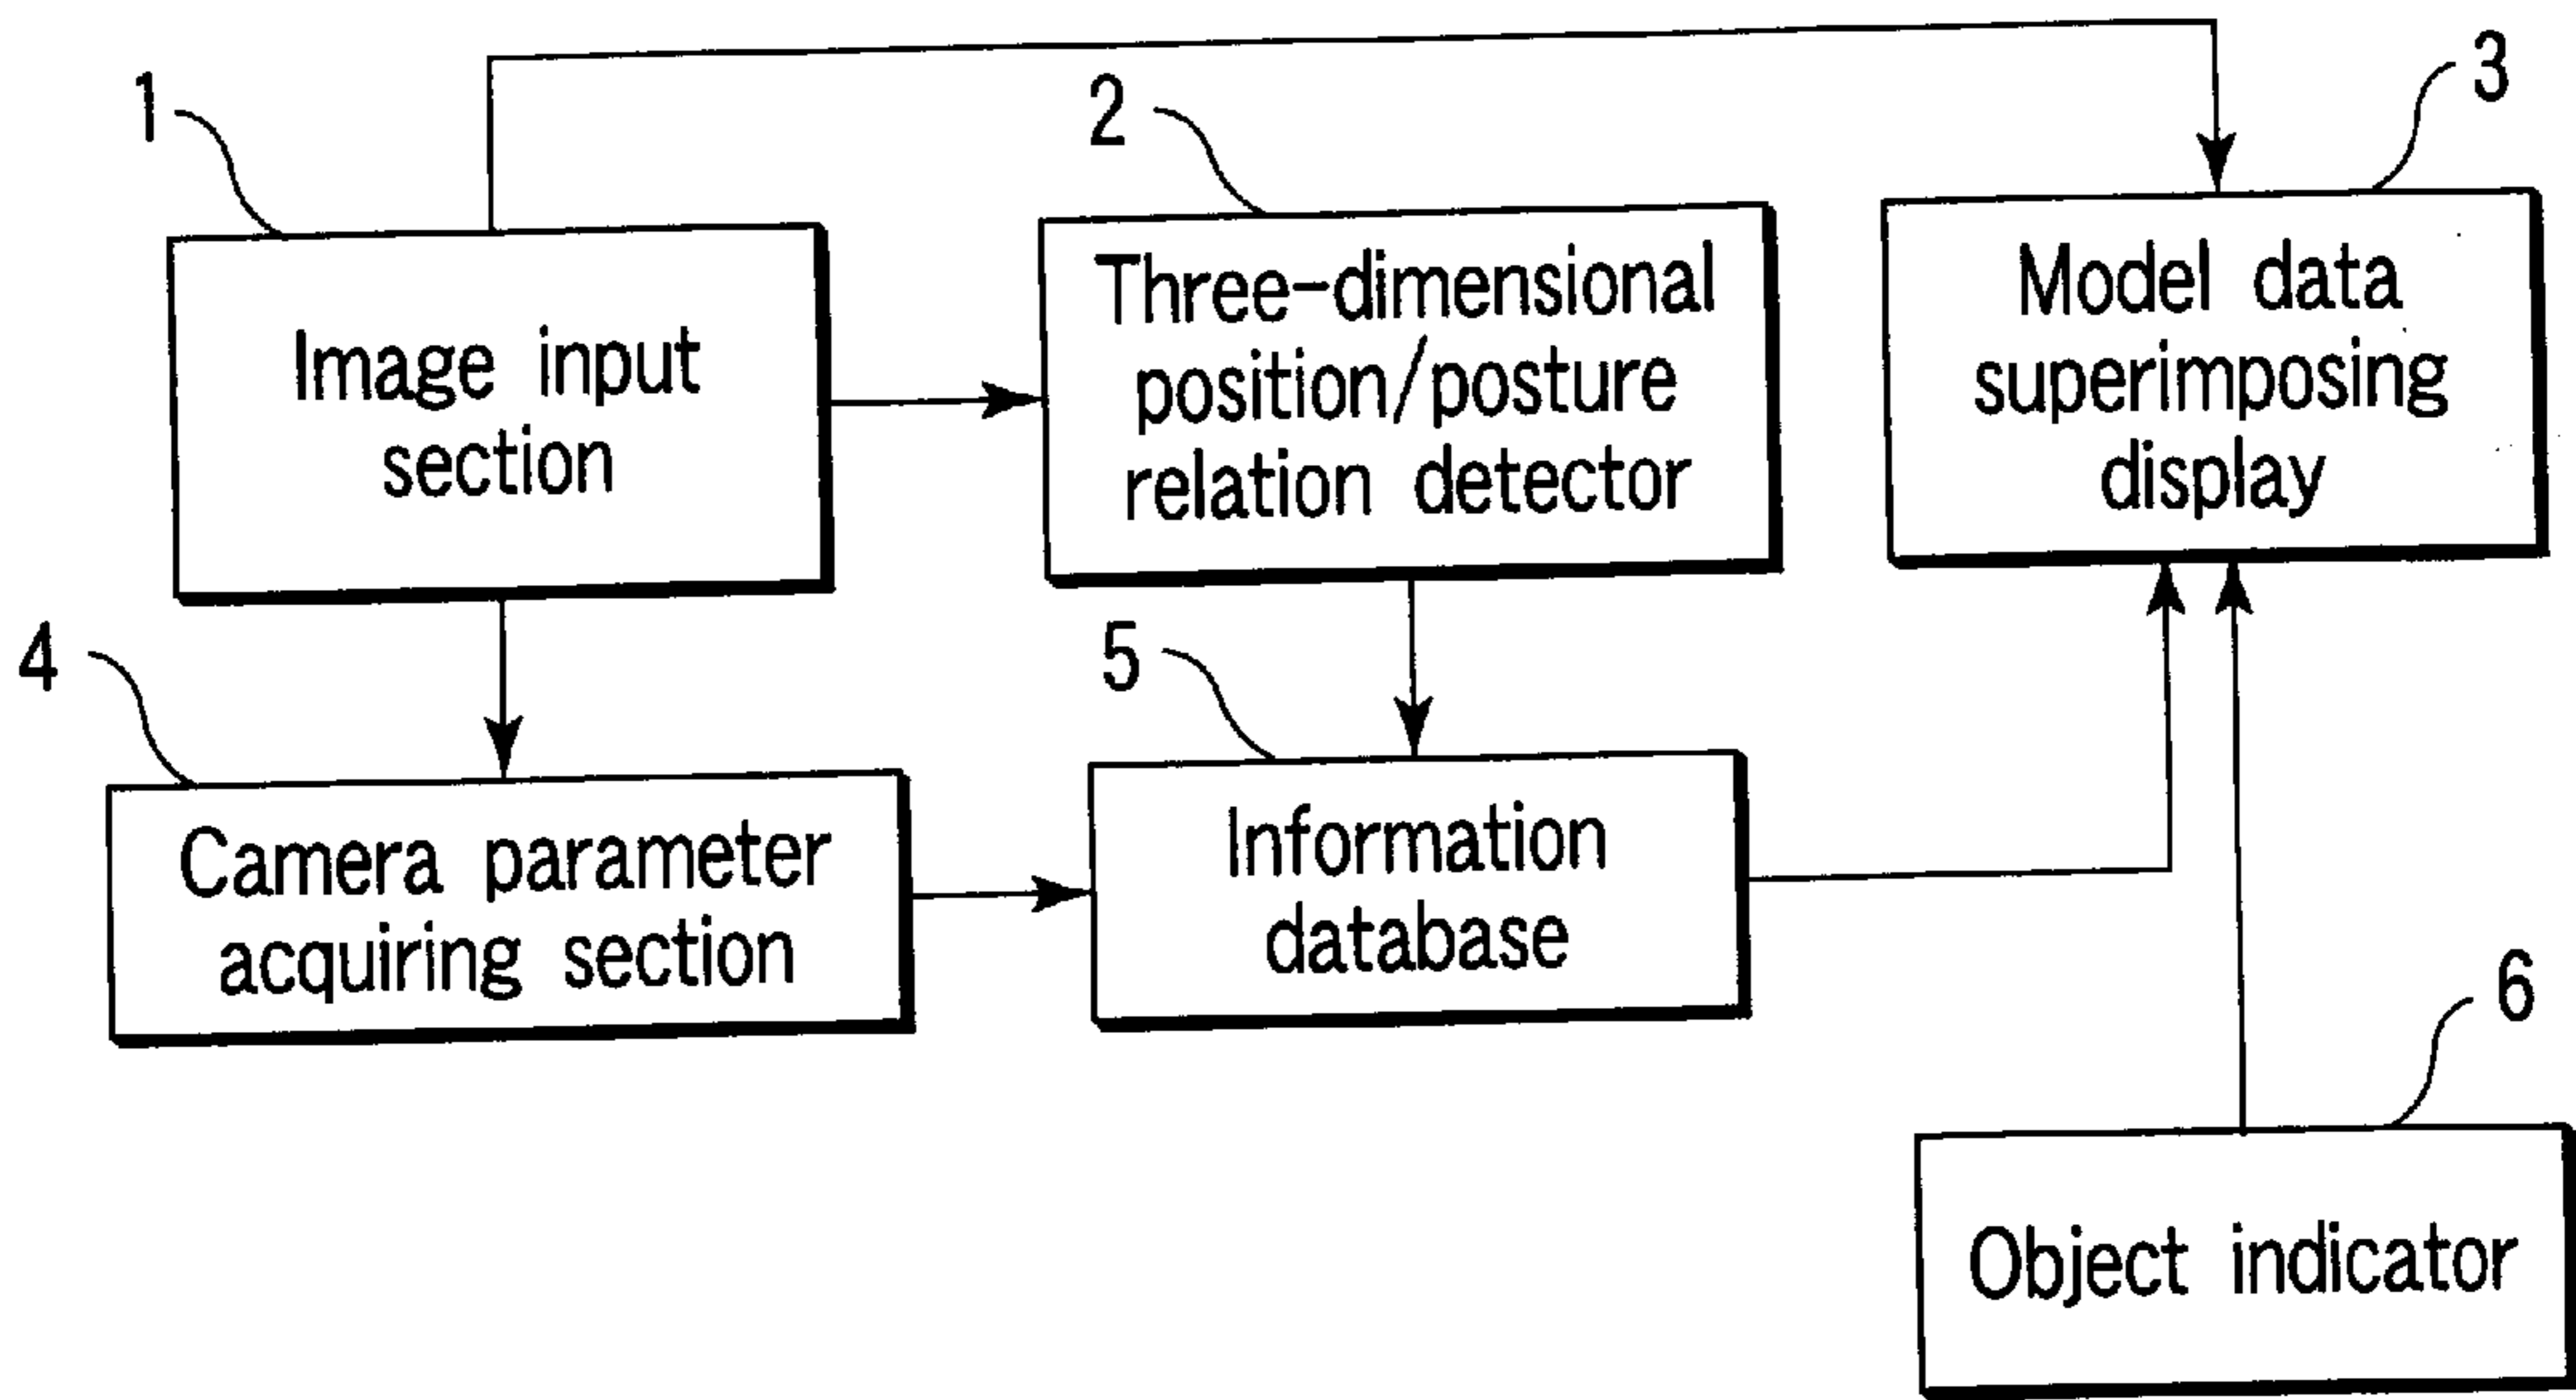 1
Image input
section
2
Three-dimensional
position/posture
relation detector
3
Model data
superimposing
display
4
Camera parameter
acquiring section
5
Information
database
6
Object indicator